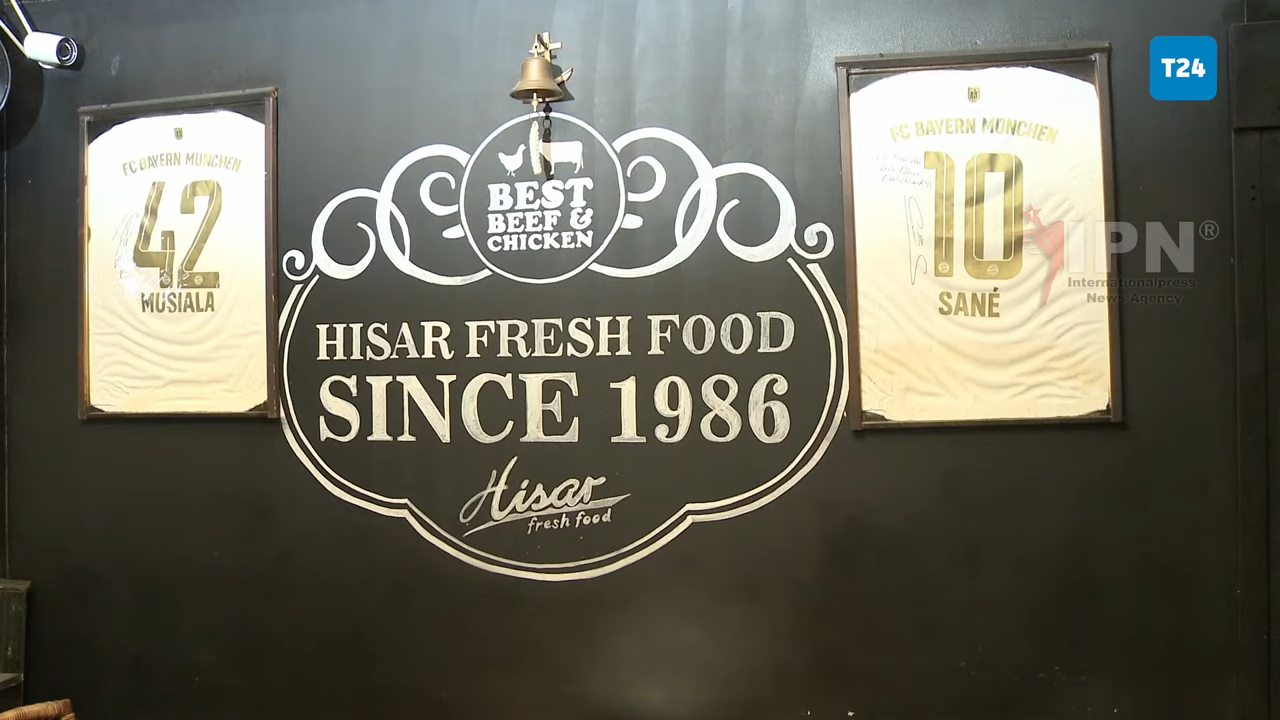 T24
FC BAYERN MÜNCHEN
42
MUSIALA
BEST
BEEF &
CHICKEN
HISAR FRESH FOOD
SINCE 1986
Hisar
fresh food
FC BAYERN MÜNCHEN
10
SANÉ
IPN®
Internationalpress
News Agency